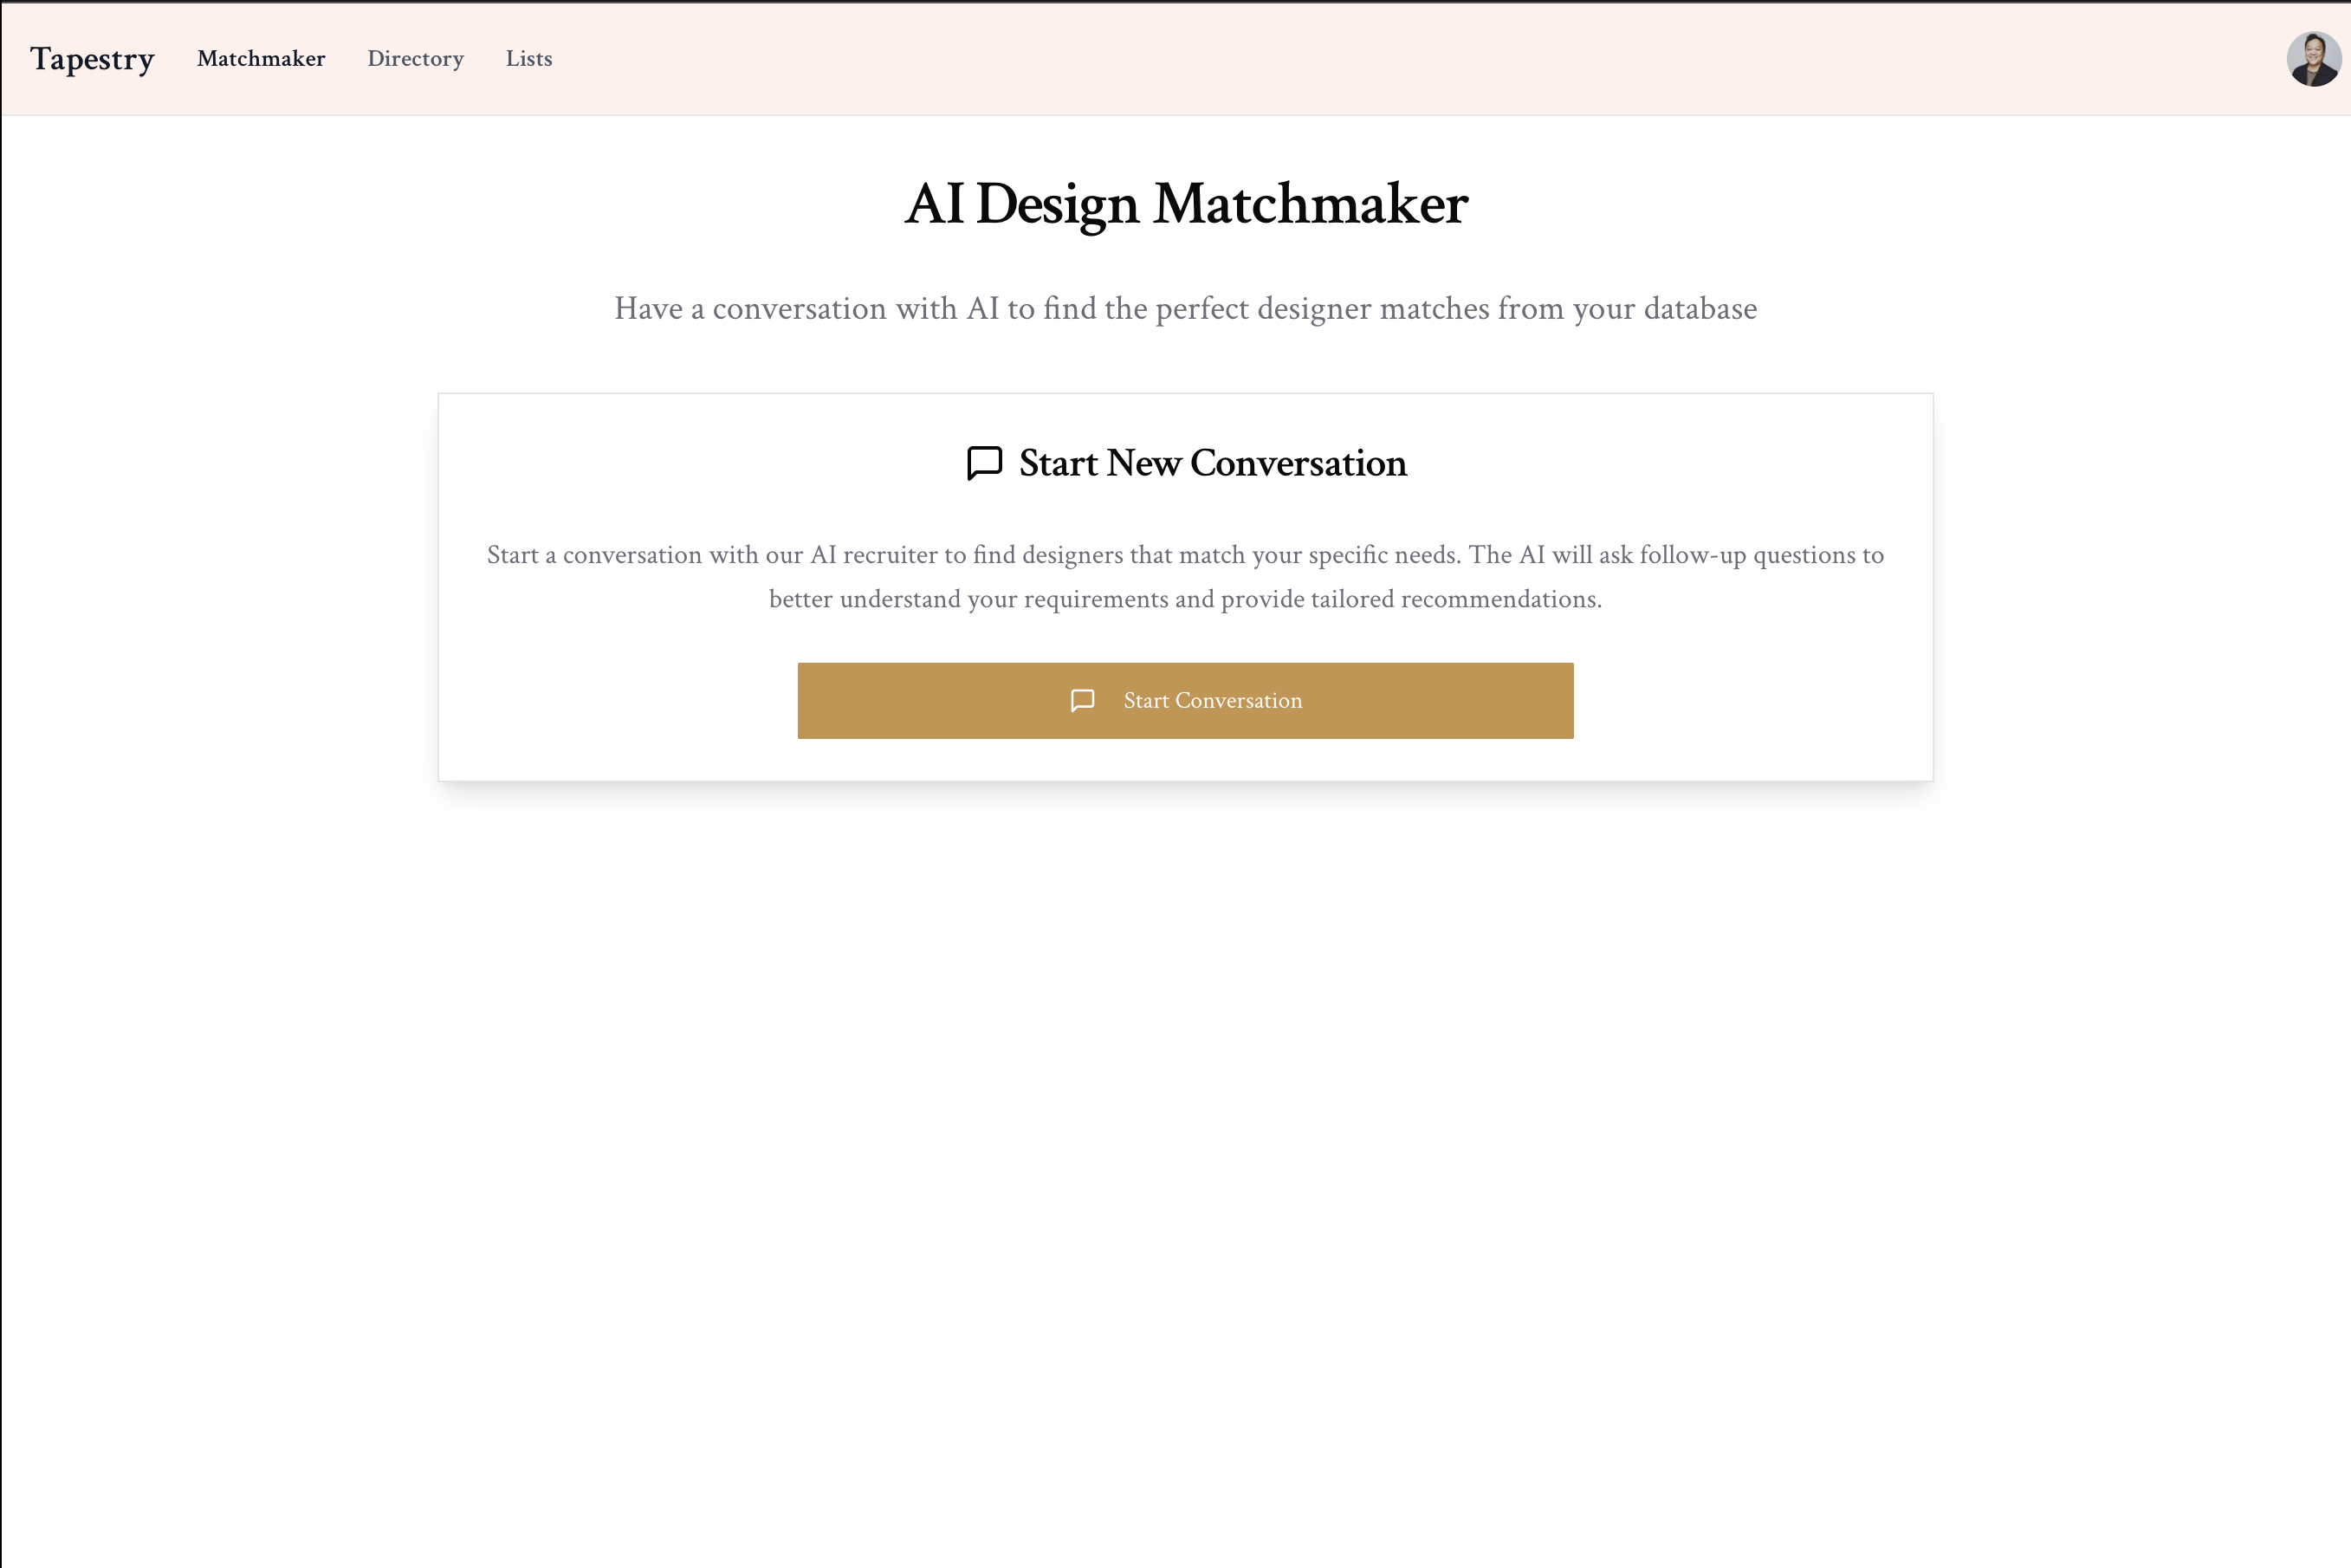 Tapestry Matchmaker Directory Lists
AI Design Matchmaker
Have a conversation with AI to find the perfect designer matches from your database
Start New Conversation
Start a conversation with our AI recruiter to find designers that match your specific needs. The AI will ask follow-up questions to
better understand your requirements and provide tailored recommendations.
Start Conversation